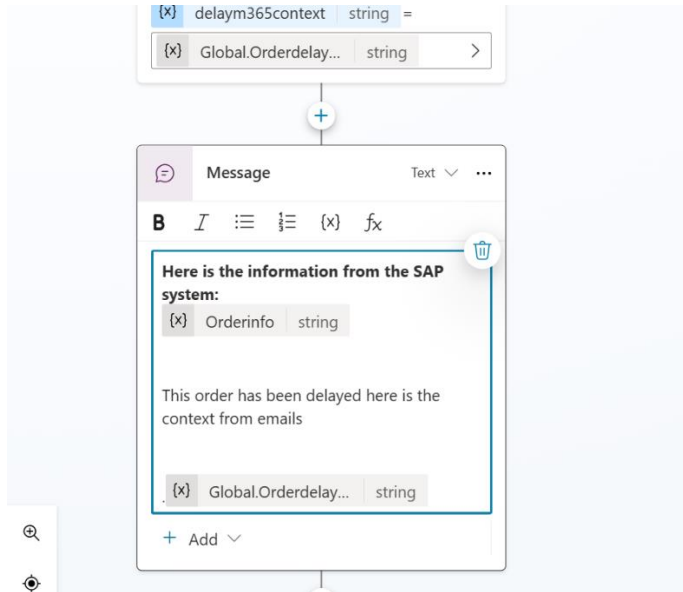 {x} delaym365context string =
{x} Global.Orderdelay... string
Message Text
B I {x} fx
Here is the information from the SAP
system:
{x} Orderinfo string
This order has been delayed here is the
context from emails
. {x} Global.Orderdelay... string
+ Add